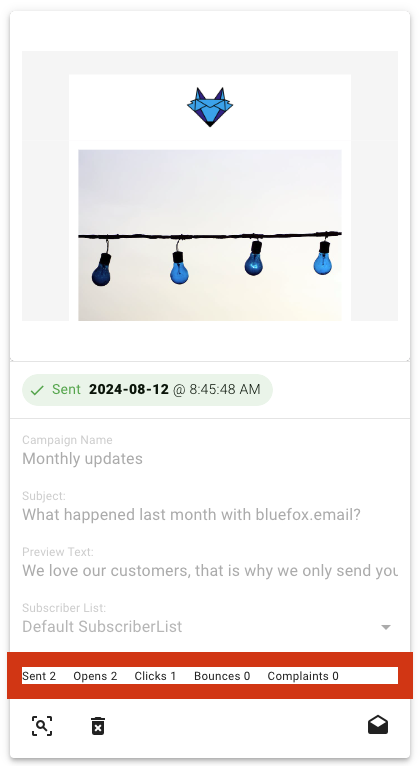 Sent 2024-08-12 @ 8:45:48 AM
Campaign Name
Monthly updates
Subject:
What happened last month with bluefox.email?
Preview Text:
We love our customers, that is why we only send you
Subscriber List:
Default SubscriberList
Sent 2 Opens 2 Clicks 1 Bounces 0 Complaints 0